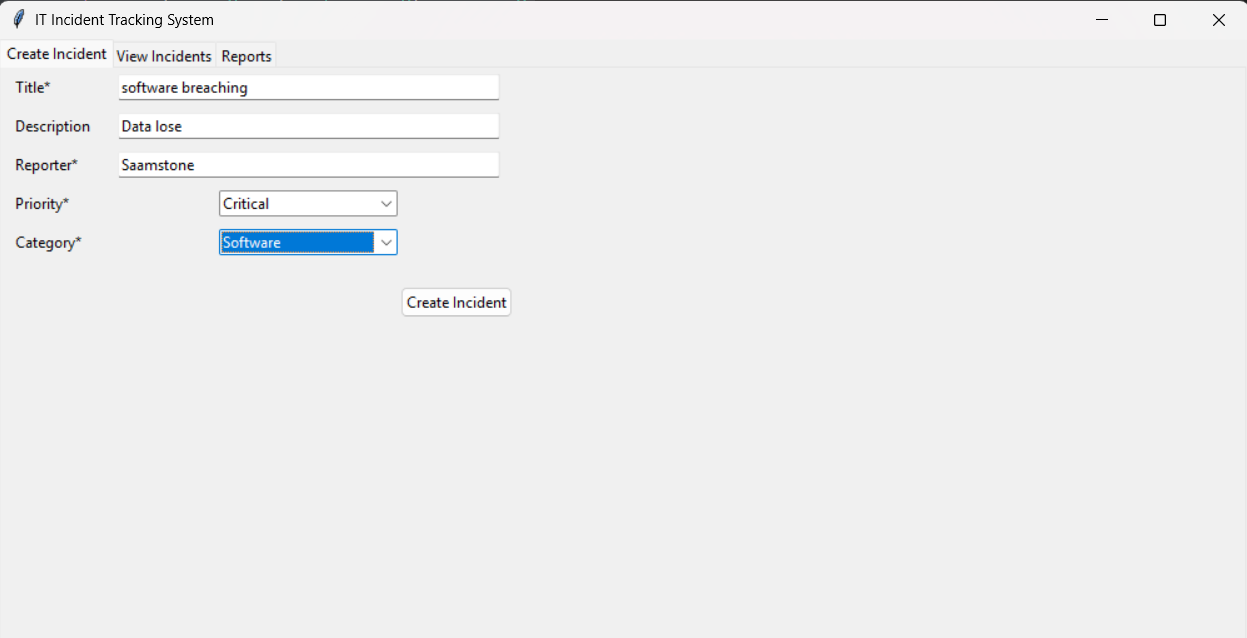 IT Incident Tracking System
Create Incident View Incidents Reports
Title* software breaching
Description Data lose
Reporter* Saamstone
Priority* Critical
Category* Software
Create Incident